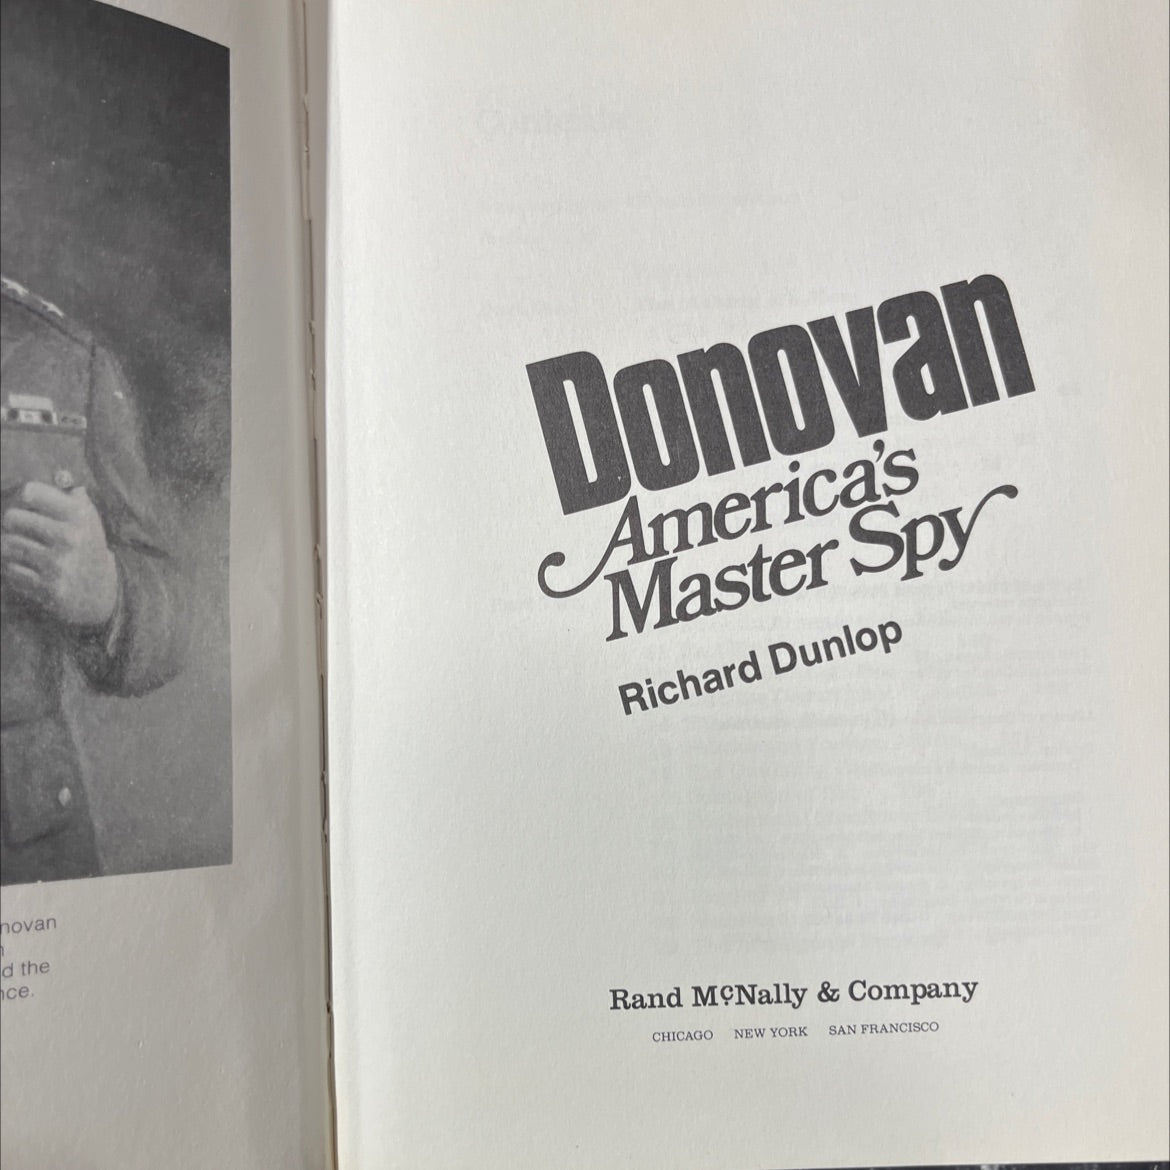 novan
d the
nce.
Donovan
America's
Master Spy
Richard Dunlop
Rand McNally & Company
CHICAGO NEW YORK SAN FRANCISCO